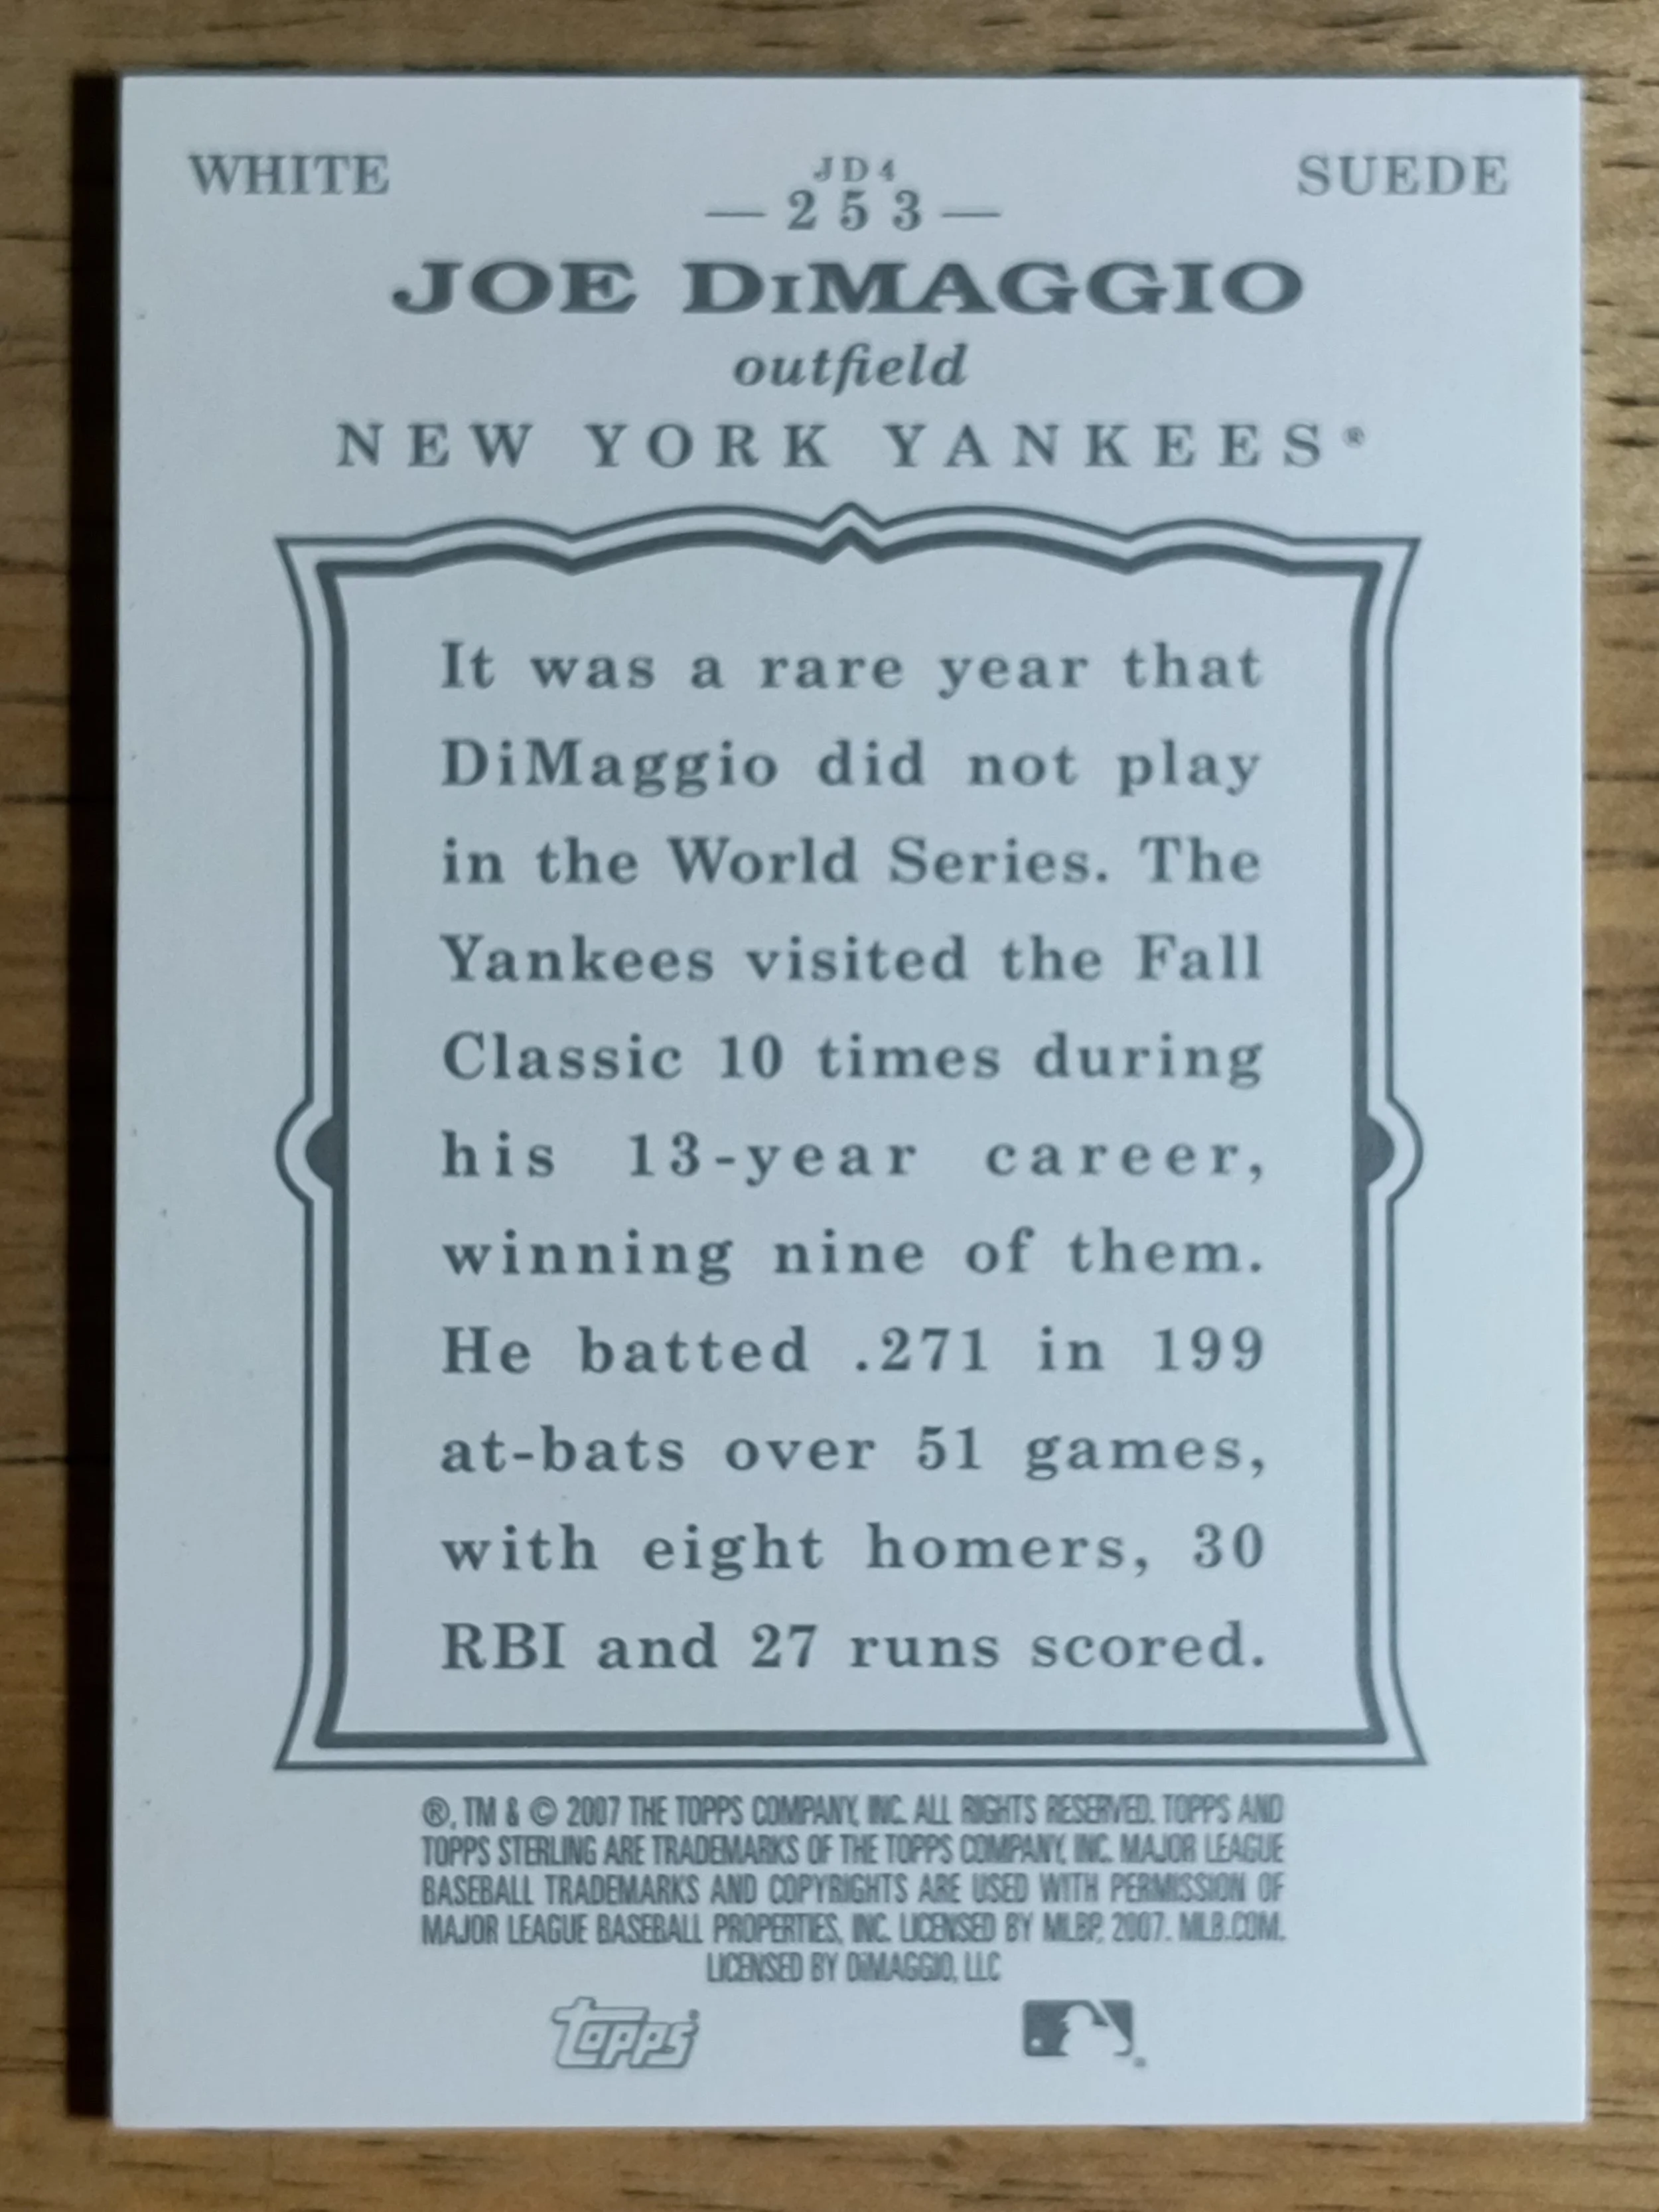 WHITE
JD4
SUEDE
— 253 —
JOE DiMAGGIO
outfield
NEW YORK YANKEES®
It was a rare year that
DiMaggio did not play
in the World Series. The
Yankees visited the Fall
Classic 10 times during
his 13-year career,
winning nine of them.
He batted .271 in 199
at-bats over 51 games,
with eight homers, 30
RBI and 27 runs scored.
®, TM & © 2007 THE TOPPS COMPANY, INC. ALL RIGHTS RESERVED. TOPPS AND
TOPPS STERLING ARE TRADEMARKS OF THE TOPPS COMPANY, INC. MAJOR LEAGUE
BASEBALL TRADEMARKS AND COPYRIGHTS ARE USED WITH PERMISSION OF
MAJOR LEAGUE BASEBALL PROPERTIES, INC. LICENSED BY MLBP, 2007. MLB.COM.
LICENSED BY DiMAGGIO, LLC
Topps®